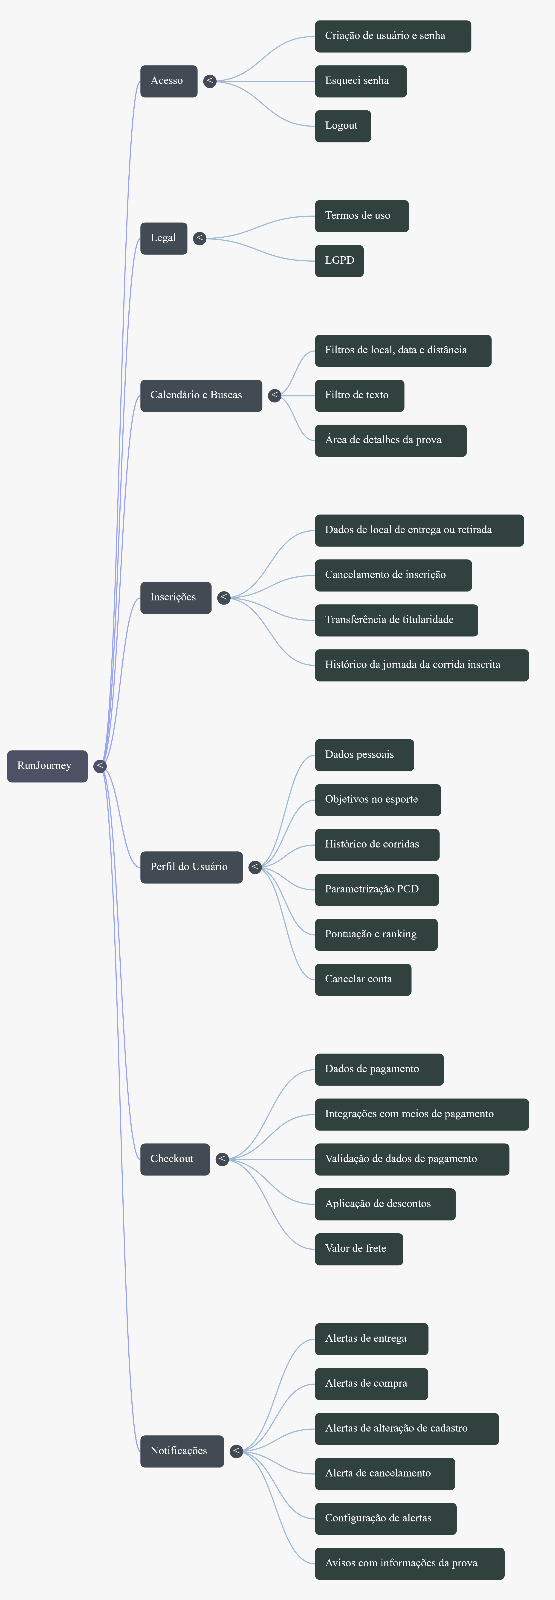 RunJourney
Acesso
Criação de usuário e senha
Esqueci senha
Logout
Legal
Termos de uso
LGPD
Calendário e Buscas
Filtros de local, data e distância
Filtro de texto
Área de detalhes da prova
Inscrições
Dados de local de entrega ou retirada
Cancelamento de inscrição
Transferência de titularidade
Histórico da jornada da corrida inscrita
Perfil do Usuário
Dados pessoais
Objetivos no esporte
Histórico de corridas
Parametrização PCD
Pontuação e ranking
Cancelar conta
Checkout
Dados de pagamento
Integrações com meios de pagamento
Validação de dados de pagamento
Aplicação de descontos
Valor de frete
Notificações
Alertas de entrega
Alertas de compra
Alertas de alteração de cadastro
Alerta de cancelamento
Configuração de alertas
Avisos com informações da prova